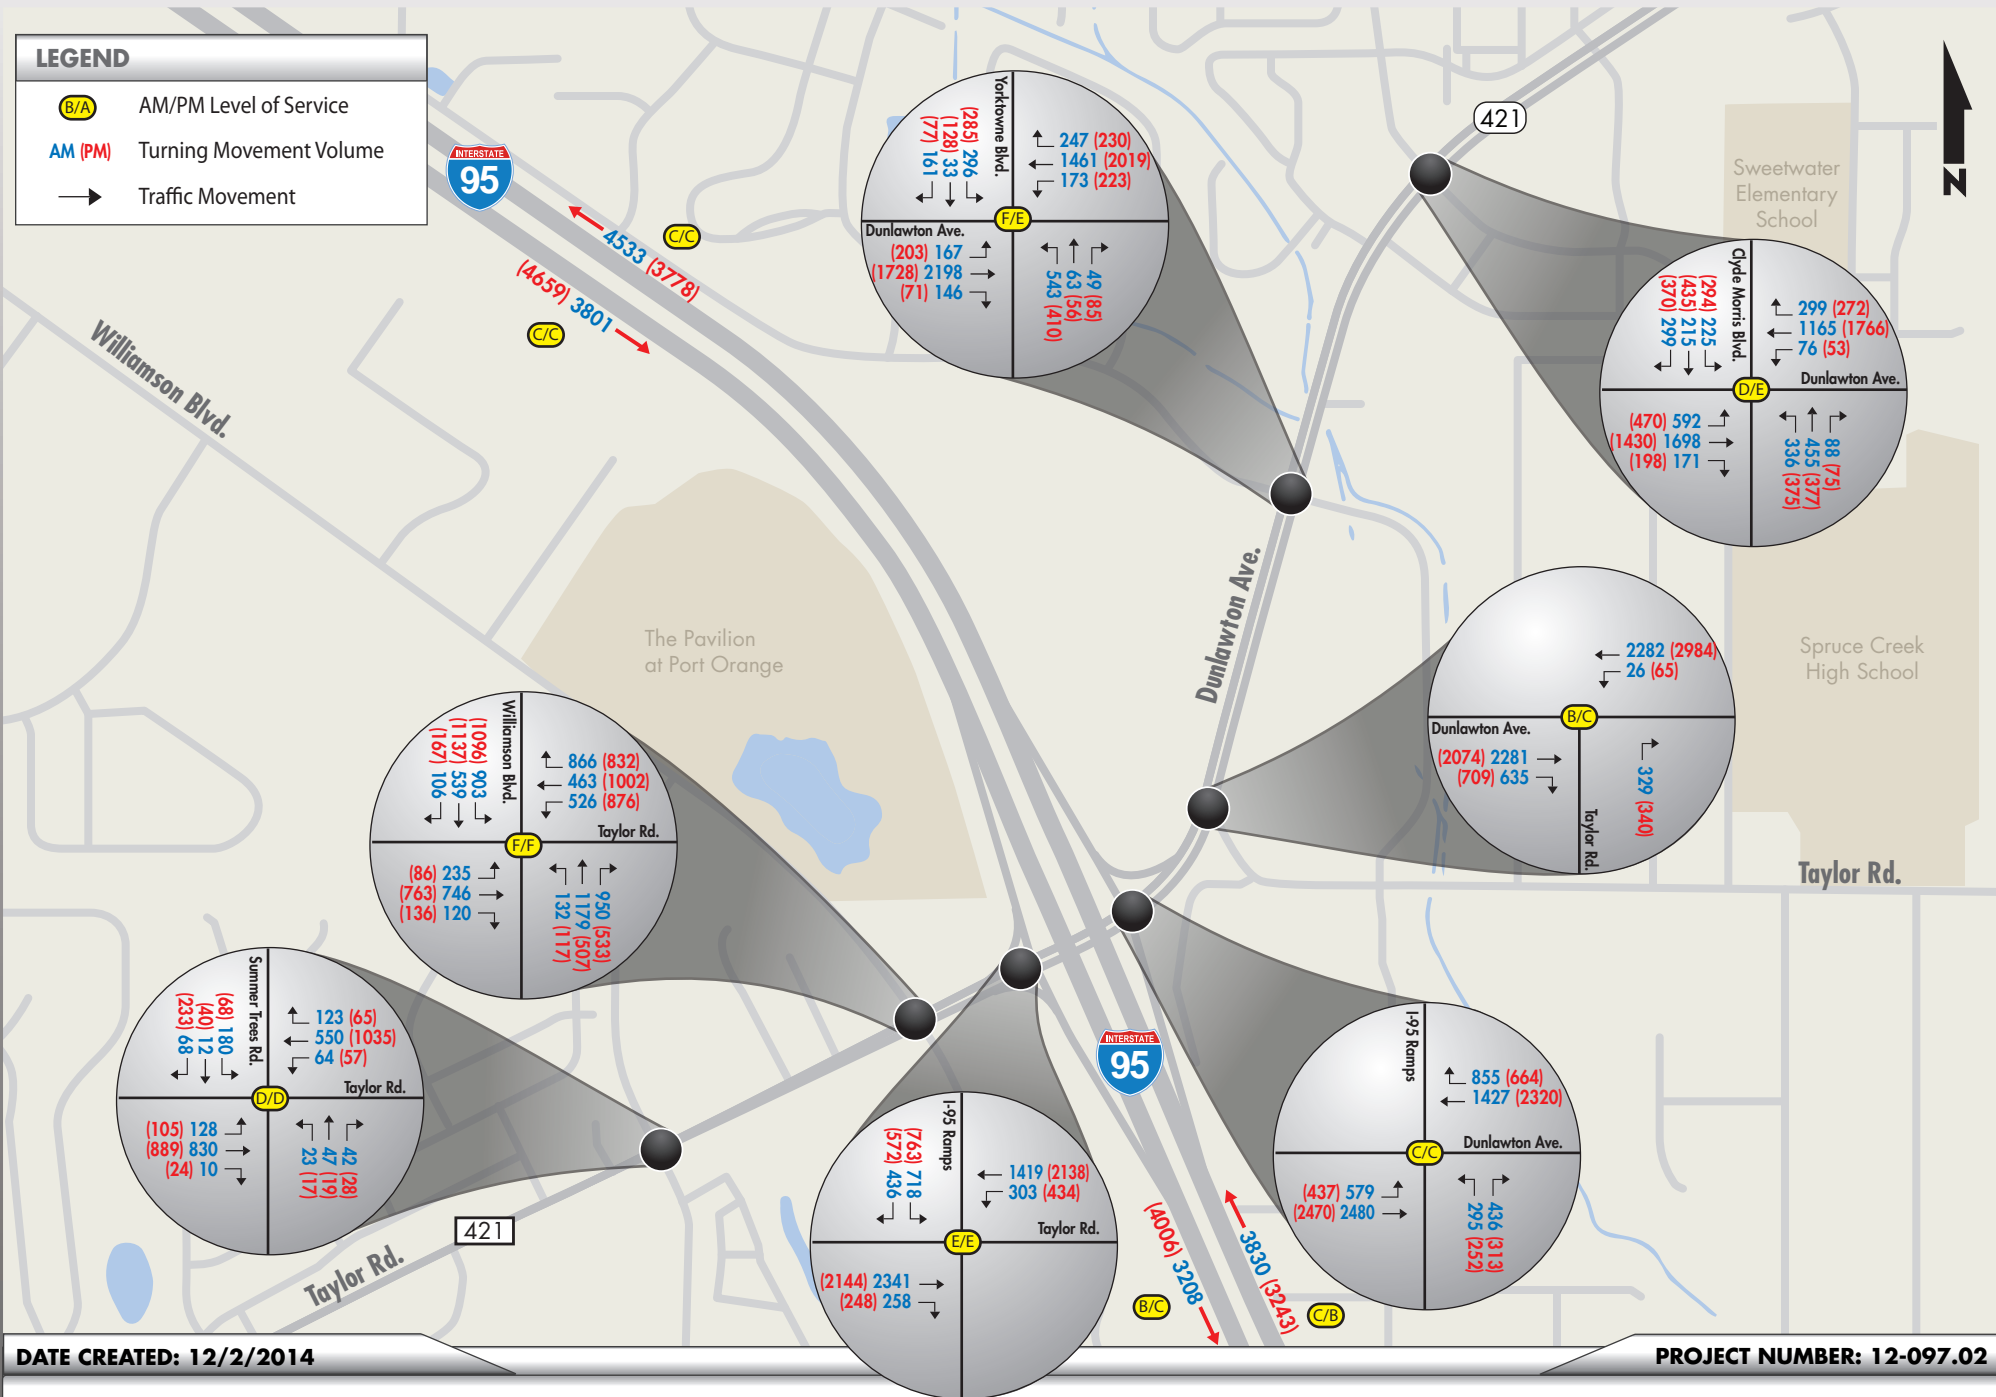 LEGEND
B/A AM/PM Level of Service
AM (PM) Turning Movement Volume
Traffic Movement
INTERSTATE
95
4533 (3778)
C/C
(4659) 3801
C/C
Williamson Blvd.
Yorktowne Blvd.
(285) 296
(128) 33
(77) 161
247 (230)
1461 (2019)
173 (223)
F/E
Dunlawton Ave.
(203) 167
(1728) 2198
(71) 146
543 (410)
63 (56)
49 (85)
421
N
Sweetwater
Elementary
School
Clyde Morris Blvd.
(294) 225
(435) 215
(370) 299
299 (272)
1165 (1766)
76 (53)
Dunlawton Ave.
D/E
(470) 592
(1430) 1698
(198) 171
336 (375)
455 (377)
88 (75)
Dunlawton Ave.
The Pavilion
at Port Orange
2282 (2984)
26 (65)
B/C
Dunlawton Ave.
(2074) 2281
(709) 635
Taylor Rd.
329 (340)
Spruce Creek
High School
Taylor Rd.
Williamson Blvd.
(1096) 903
(1137) 539
(167) 106
866 (832)
463 (1002)
526 (876)
Taylor Rd.
F/F
(86) 235
(763) 746
(136) 120
132 (117)
1179 (507)
950 (533)
Summer Trees Rd.
(68) 180
(40) 12
(233) 68
123 (65)
550 (1035)
64 (57)
Taylor Rd.
D/D
(105) 128
(889) 830
(24) 10
23 (17)
47 (19)
42 (28)
421
Taylor Rd.
I-95 Ramps
(763) 718
(572) 436
1419 (2138)
303 (434)
Taylor Rd.
E/E
(2144) 2341
(248) 258
INTERSTATE
95
(4006) 3208
B/C
3830 (3243)
C/B
I-95 Ramps
855 (664)
1427 (2320)
Dunlawton Ave.
C/C
(437) 579
(2470) 2480
295 (252)
436 (313)
DATE CREATED: 12/2/2014
PROJECT NUMBER: 12-097.02